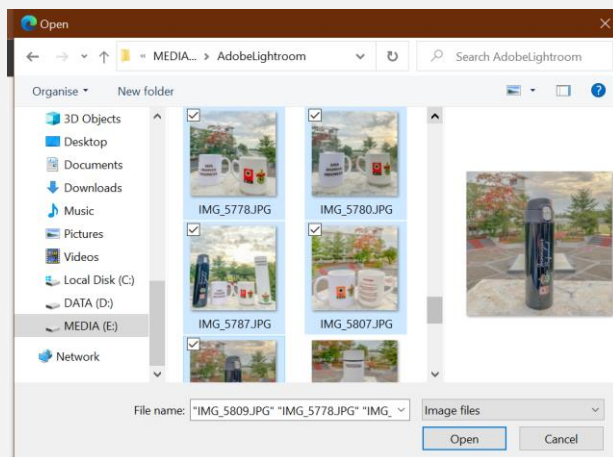 Open
« MEDIA... > AdobeLightroom
Search AdobeLightroom
Organise
New folder
3D Objects
Desktop
Documents
Downloads
Music
Pictures
Videos
Local Disk (C:)
DATA (D:)
MEDIA (E:)
Network
IMG_5778.JPG
IMG_5780.JPG
IMG_5787.JPG
IMG_5807.JPG
File name:
"IMG_5809.JPG" "IMG_5778.JPG" "IMG_
Image files
Open
Cancel